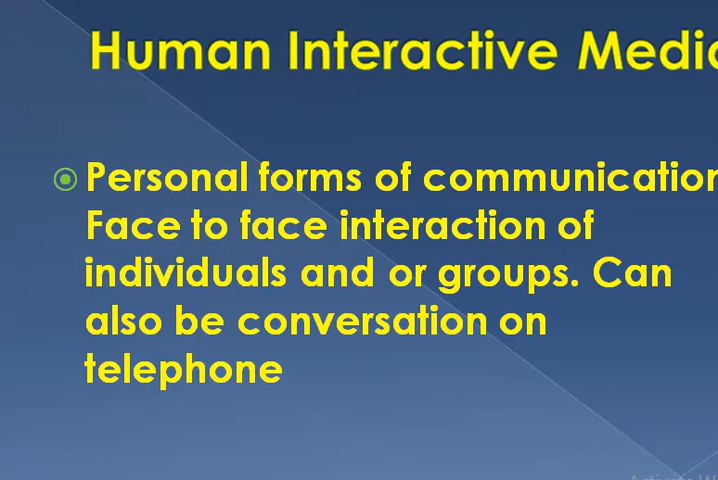 Human Interactive Medi
Personal forms of communication
Face to face interaction of
individuals and or groups. Can
also be conversation on
telephone